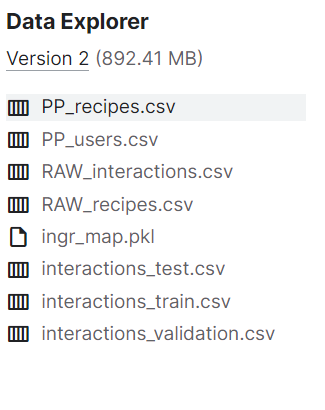 Data Explorer
Version 2 (892.41 MB)
PP_recipes.csv
PP_users.csv
RAW_interactions.csv
RAW_recipes.csv
ingr_map.pkl
interactions_test.csv
interactions_train.csv
interactions_validation.csv